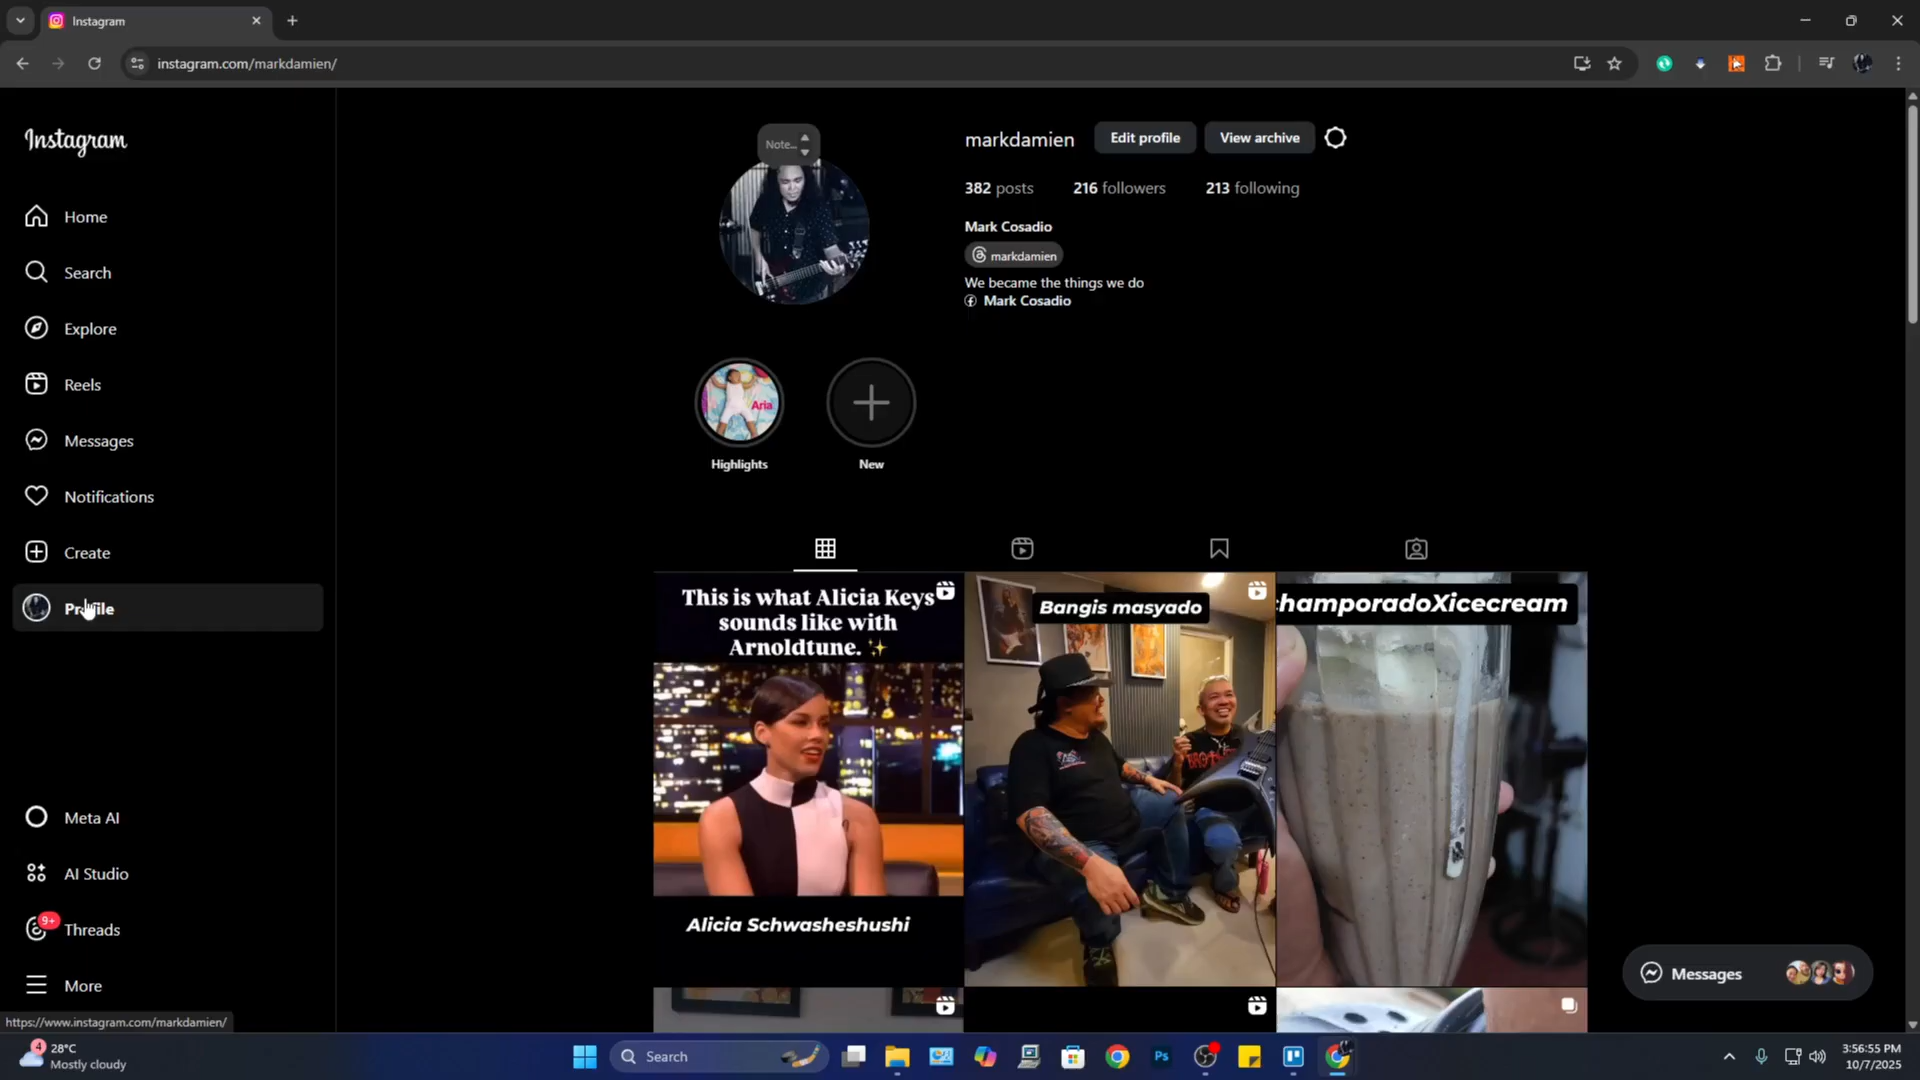 Instagram
instagram.com/markdamien/
Instagram
Home
Search
Explore
Reels
Messages
Notifications
Create
Profile
Meta AI
AI Studio
9+
Threads
More
https://www.instagram.com/markdamien/
Note...
markdamien
Edit profile
View archive
382 posts
216 followers
213 following
Mark Cosadio
markdamien
We became the things we do
Mark Cosadio
Aria
Highlights
New
This is what Alicia Keys
sounds like with
Arnoldtune. ✨
Alicia Schwasheshushi
Bangis masyado
hamporadoXicecream
Messages
4
28°C
Mostly cloudy
Search
Ps
3:56:55 PM
10/7/2025